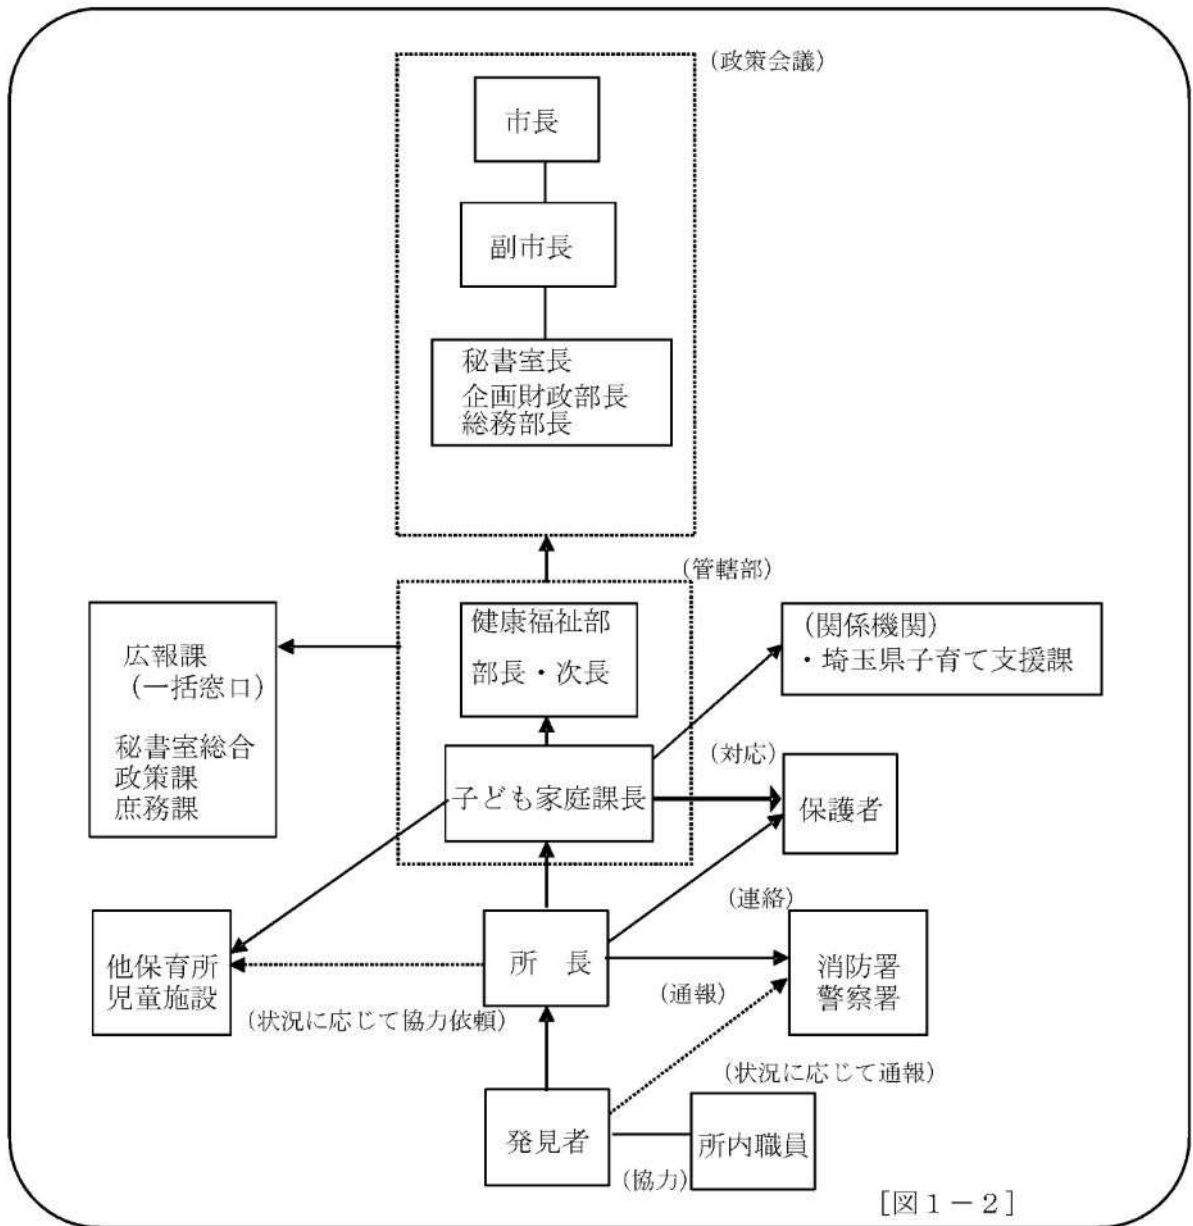 (政策会議)
市長
副市長
秘書室長
企画財政部長
総務部長
(管轄部)
健康福祉部
部長・次長
広報課
(一括窓口)
秘書室総合
政策課
庶務課
(関係機関)
・埼玉県子育て支援課
(対応)
子ども家庭課長
保護者
(連絡)
他保育所
児童施設
所　長
消防署
警察署
(通報)
(状況に応じて協力依頼)
(状況に応じて通報)
発見者
所内職員
(協力)
[図１－２]